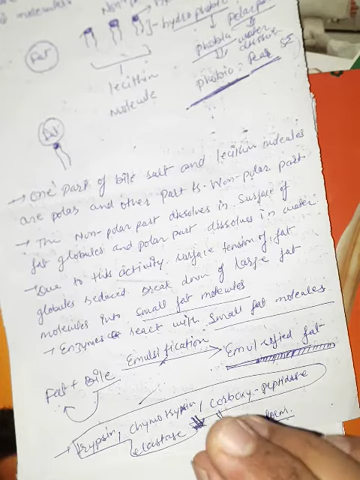 molecules!
hydrophobic
Polar pa
phobia → water
lecithin
molecule
phobio: Fear
Fat
Fat
→ One part of bile salt and lecithin molecules
are polar and other part is Non-polar part.
→ The Non-polar part dissolves in surface of
fat globules and polar part dissolves in water
→ Due to this activity surface tension of fat
globules reduced. Break down of large fat
molecules into small fat molecules
→ Enzymes react with small fat molecules
Emulsification
Fat + Bile → Emulsified fat
→ trypsin, chymotrypsin, / carboxy-peptidase
elastase